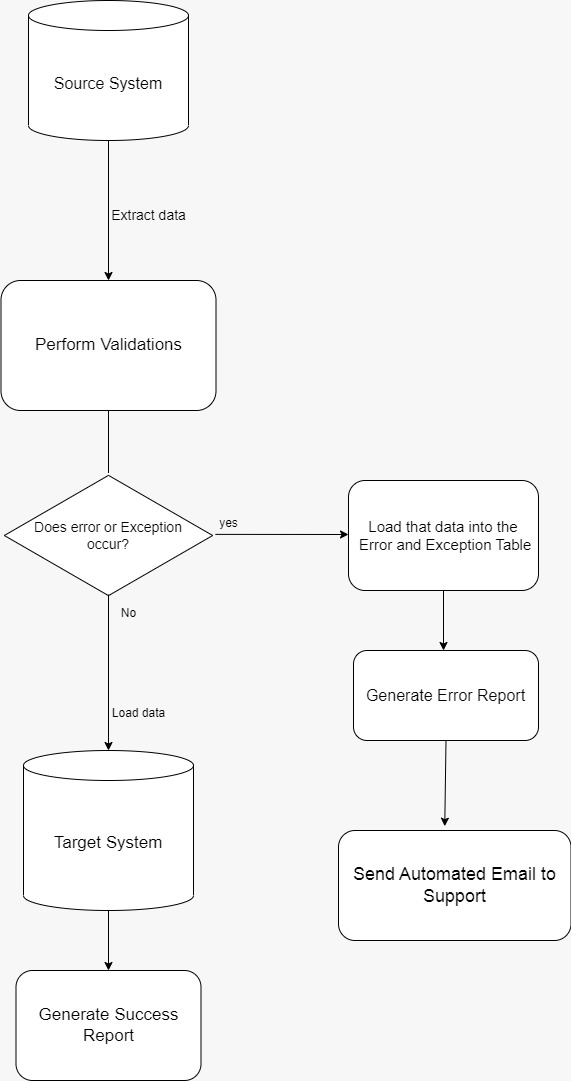 Source System
Extract data
Perform Validations
Does error or Exception
occur?
yes
Load that data into the
Error and Exception Table
No
Generate Error Report
Load data
Target System
Send Automated Email to
Support
Generate Success
Report